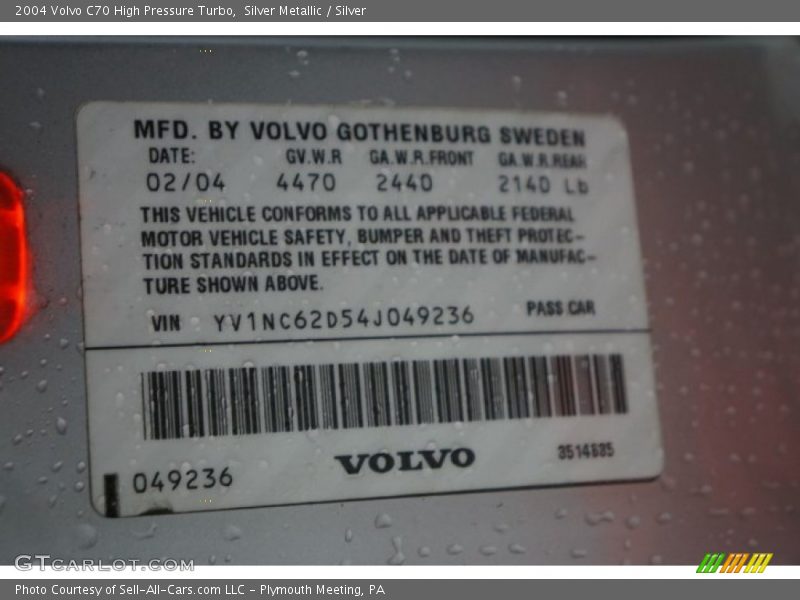 2004 Volvo C70 High Pressure Turbo,  Silver Metallic / Silver
MFD. BY VOLVO GOTHENBURG SWEDEN
DATE: GV.W.R GA.W.R.FRONT GA.W.R.REAR
02/04 4470 2440 2140 Lb
THIS VEHICLE CONFORMS TO ALL APPLICABLE FEDERAL
MOTOR VEHICLE SAFETY, BUMPER AND THEFT PROTEC-
TION STANDARDS IN EFFECT ON THE DATE OF MANUFAC-
TURE SHOWN ABOVE.
VIN YV1NC62D54J049236 PASS CAR
049236 VOLVO 3514635
GTCARLOT.COM
Photo Courtesy of Sell-All-Cars.com LLC - Plymouth Meeting, PA